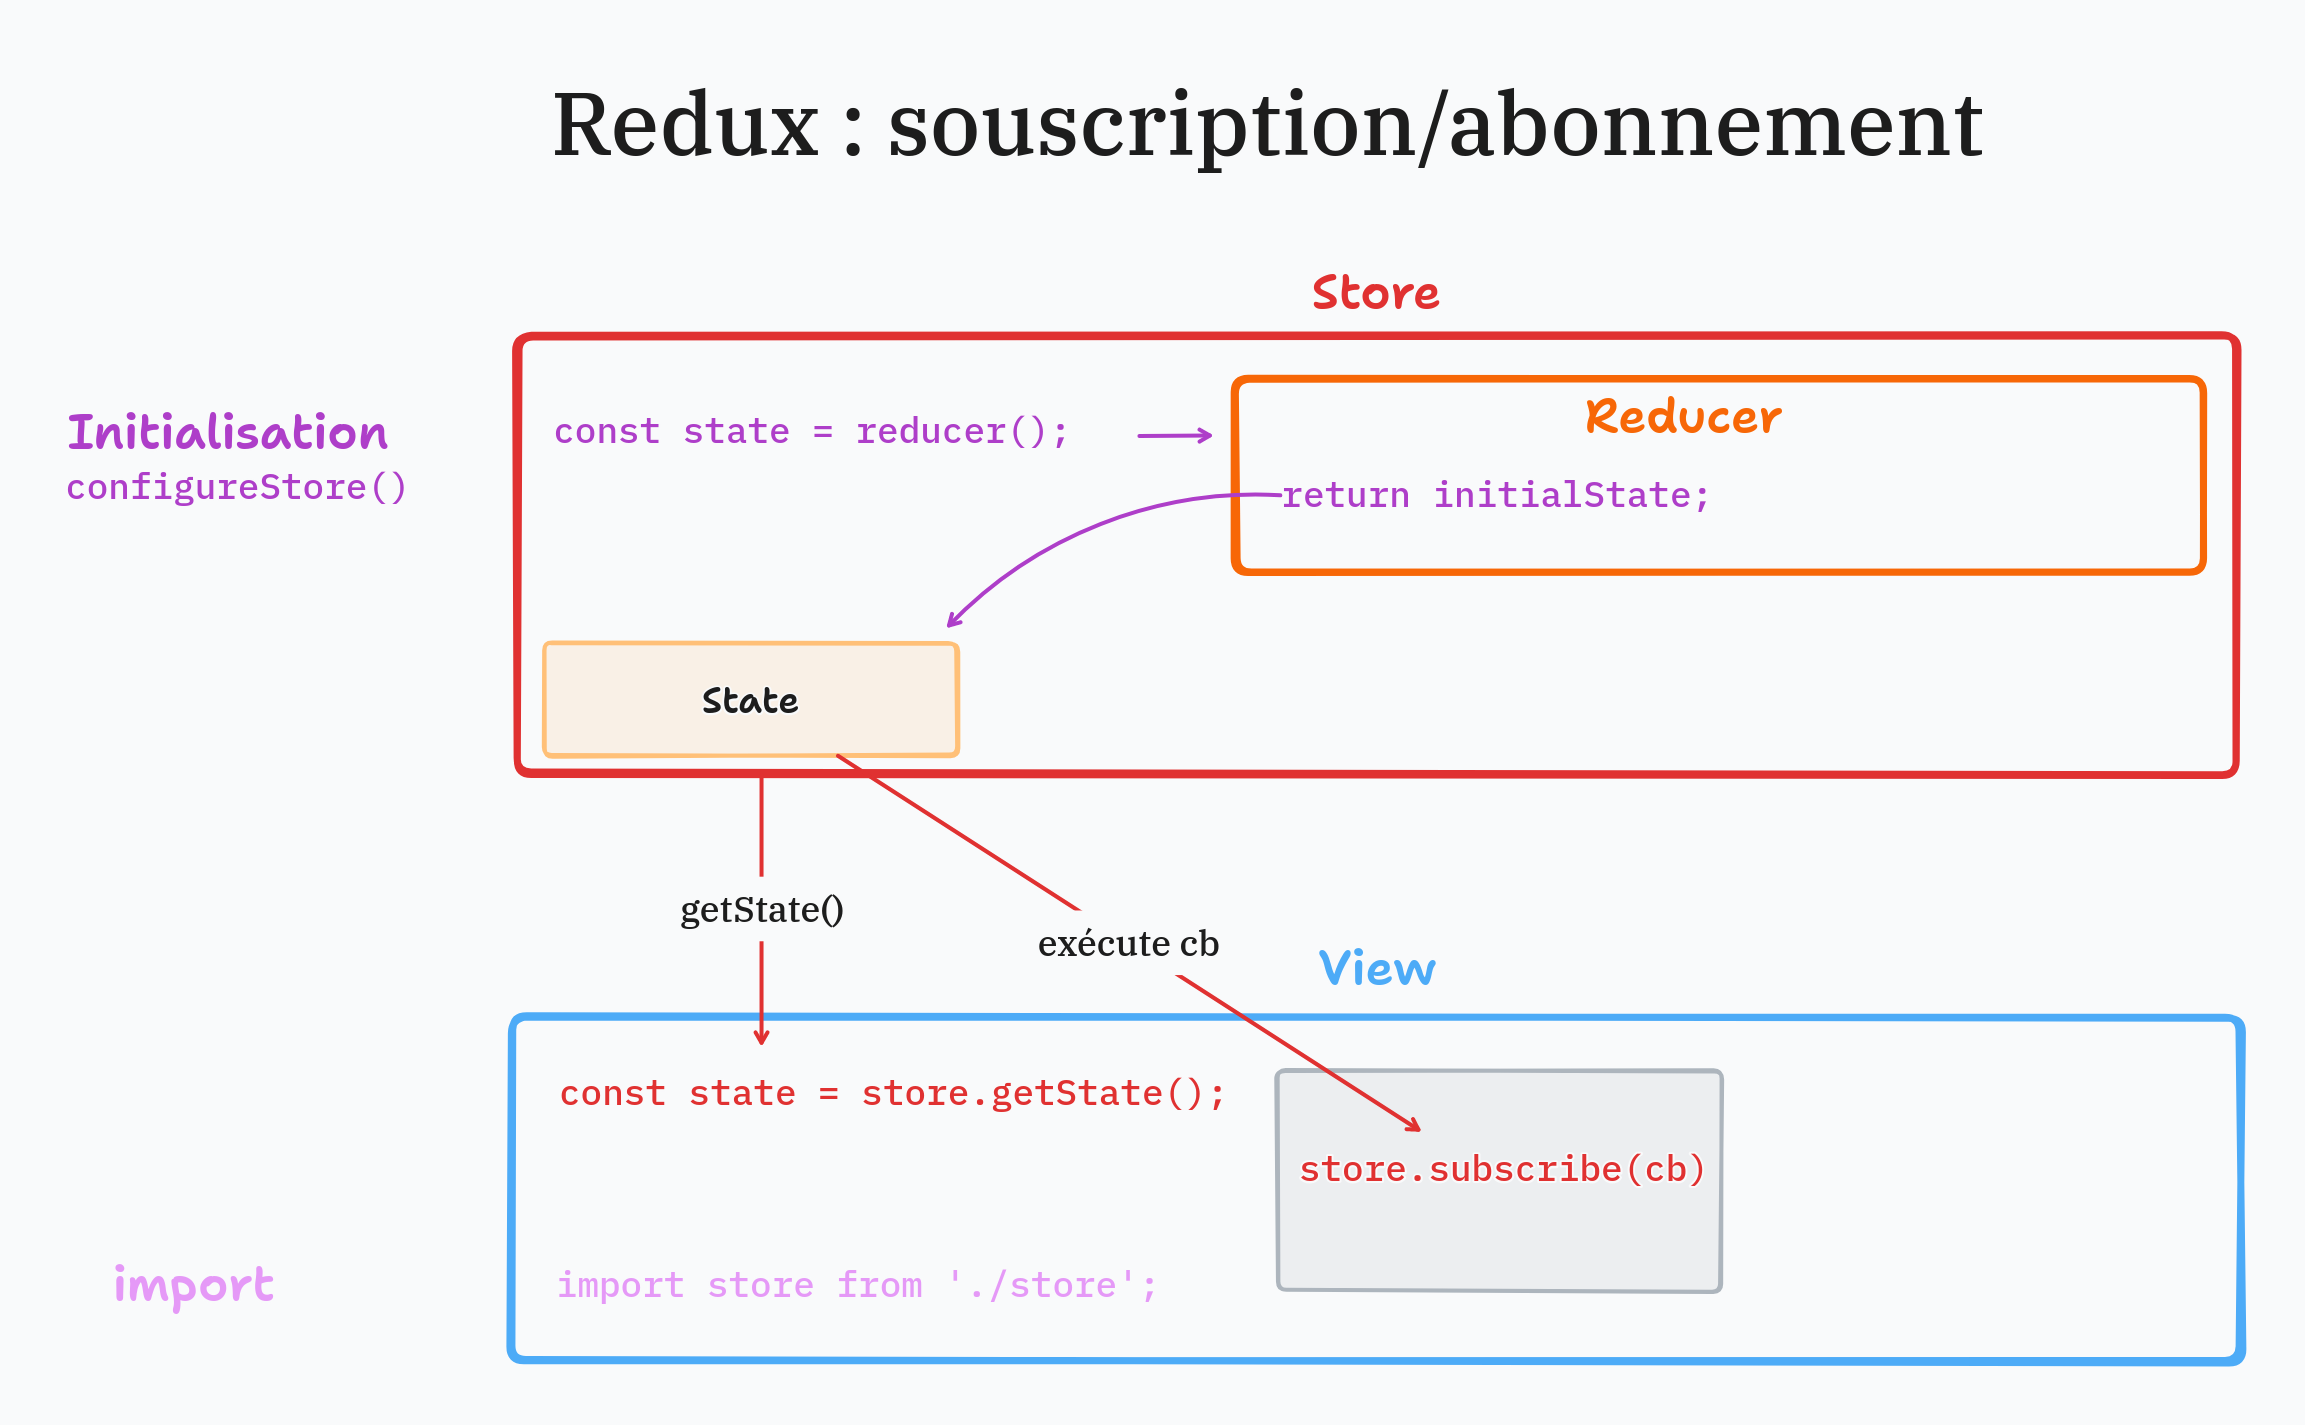 Redux : souscription/abonnement
Store
Initialisation
configureStore()
const state = reducer();
Reducer
return initialState;
State
getState()
exécute cb
View
const state = store.getState();
store.subscribe(cb)
import
import store from './store';